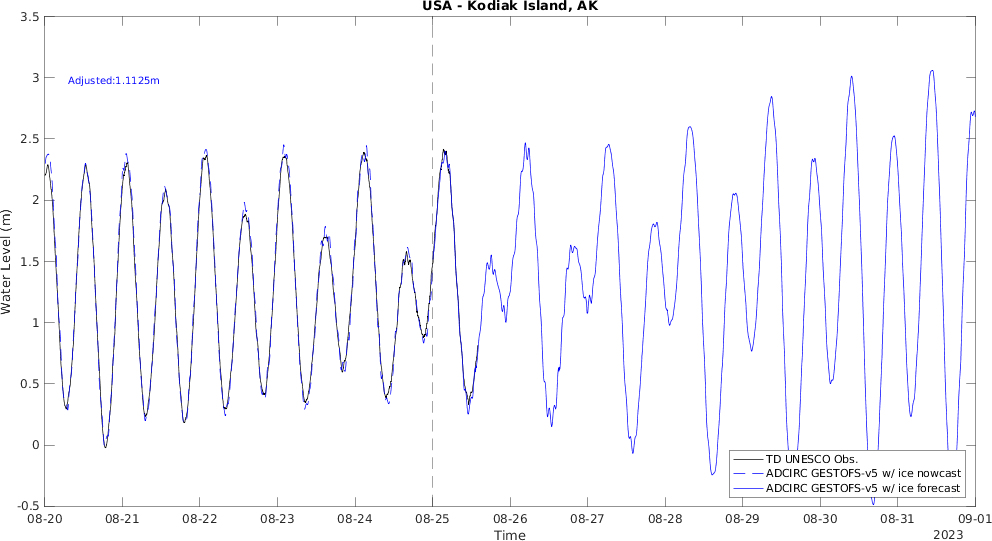 USA - Kodiak Island, AK
Adjusted:1.1125m
Water Level (m)
3.5
3
2.5
2
1.5
1
0.5
0
-0.5
TD UNESCO Obs.
ADCIRC GESTOFS-v5 w/ ice nowcast
ADCIRC GESTOFS-v5 w/ ice forecast
08-20 08-21 08-22 08-23 08-24 08-25 08-26 08-27 08-28 08-29 08-30 08-31 09-01
Time
2023